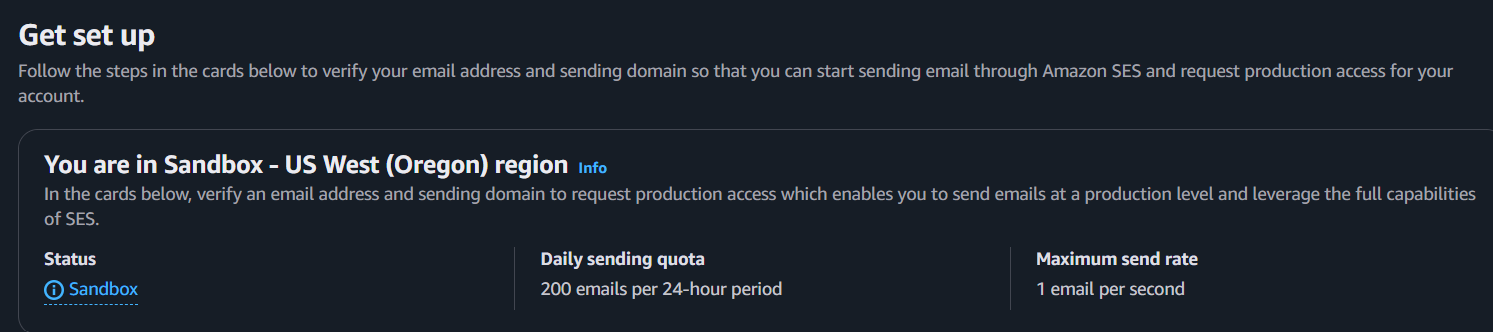 Get set up
Follow the steps in the cards below to verify your email address and sending domain so that you can start sending email through Amazon SES and request production access for your
account.
You are in Sandbox - US West (Oregon) region Info
In the cards below, verify an email address and sending domain to request production access which enables you to send emails at a production level and leverage the full capabilities
of SES.
Status
Sandbox
Daily sending quota
200 emails per 24-hour period
Maximum send rate
1 email per second